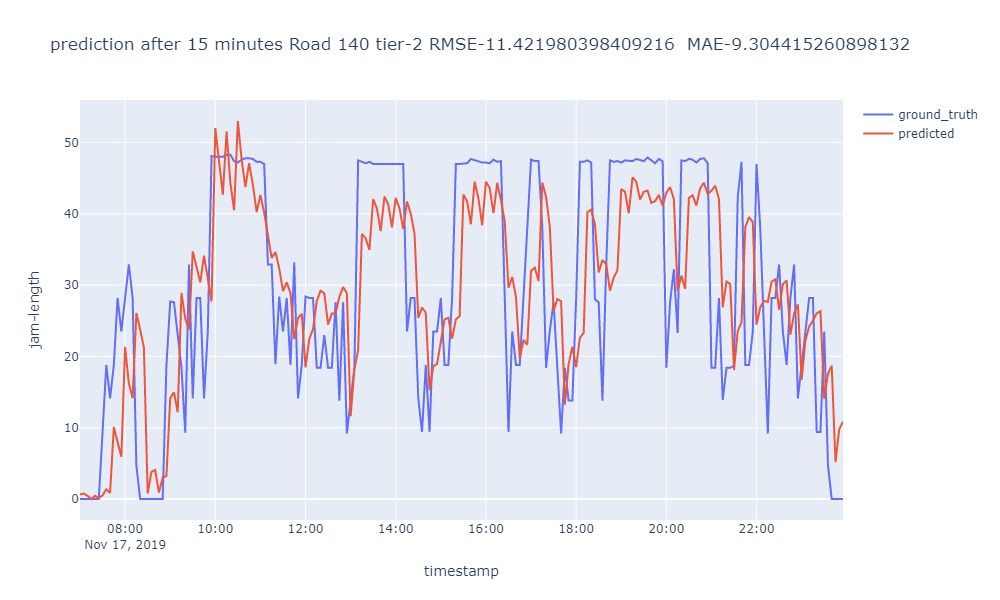 prediction after 15 minutes Road 140 tier-2 RMSE-11.421980398409216  MAE-9.304415260898132
ground_truth
predicted
50
40
30
20
10
0
jam-length
08:00 10:00 12:00 14:00 16:00 18:00 20:00 22:00
Nov 17, 2019
timestamp